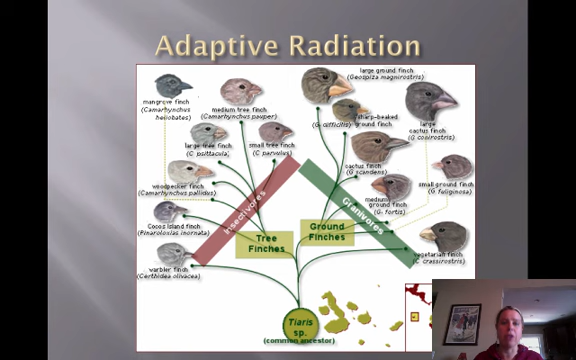 Adaptive Radiation
large ground finch
(Geospiza magnirostris)
mangrove finch
(Camarhynchus
heliobates)
medium tree finch
(Camarhynchus pauper)
sharp-beaked
(G. difficilis) ground finch
large
cactus finch
(G. conirostris)
large tree finch
(C. psittacula)
small tree finch
(C. parvulus)
cactus finch
(G. scandens)
woodpecker finch
(Camarhynchus pallidus)
medium
ground finch
(G. fortis)
small ground finch
(G. fuliginosa)
Insectivores
Granivores
Cocos Island finch
(Pinaroloxias inornata)
Tree
Finches
Ground
Finches
warbler finch
(Certhidea olivacea)
vegetarian finch
(C. crassirostris)
Tiaris
sp.
(common ancestor)